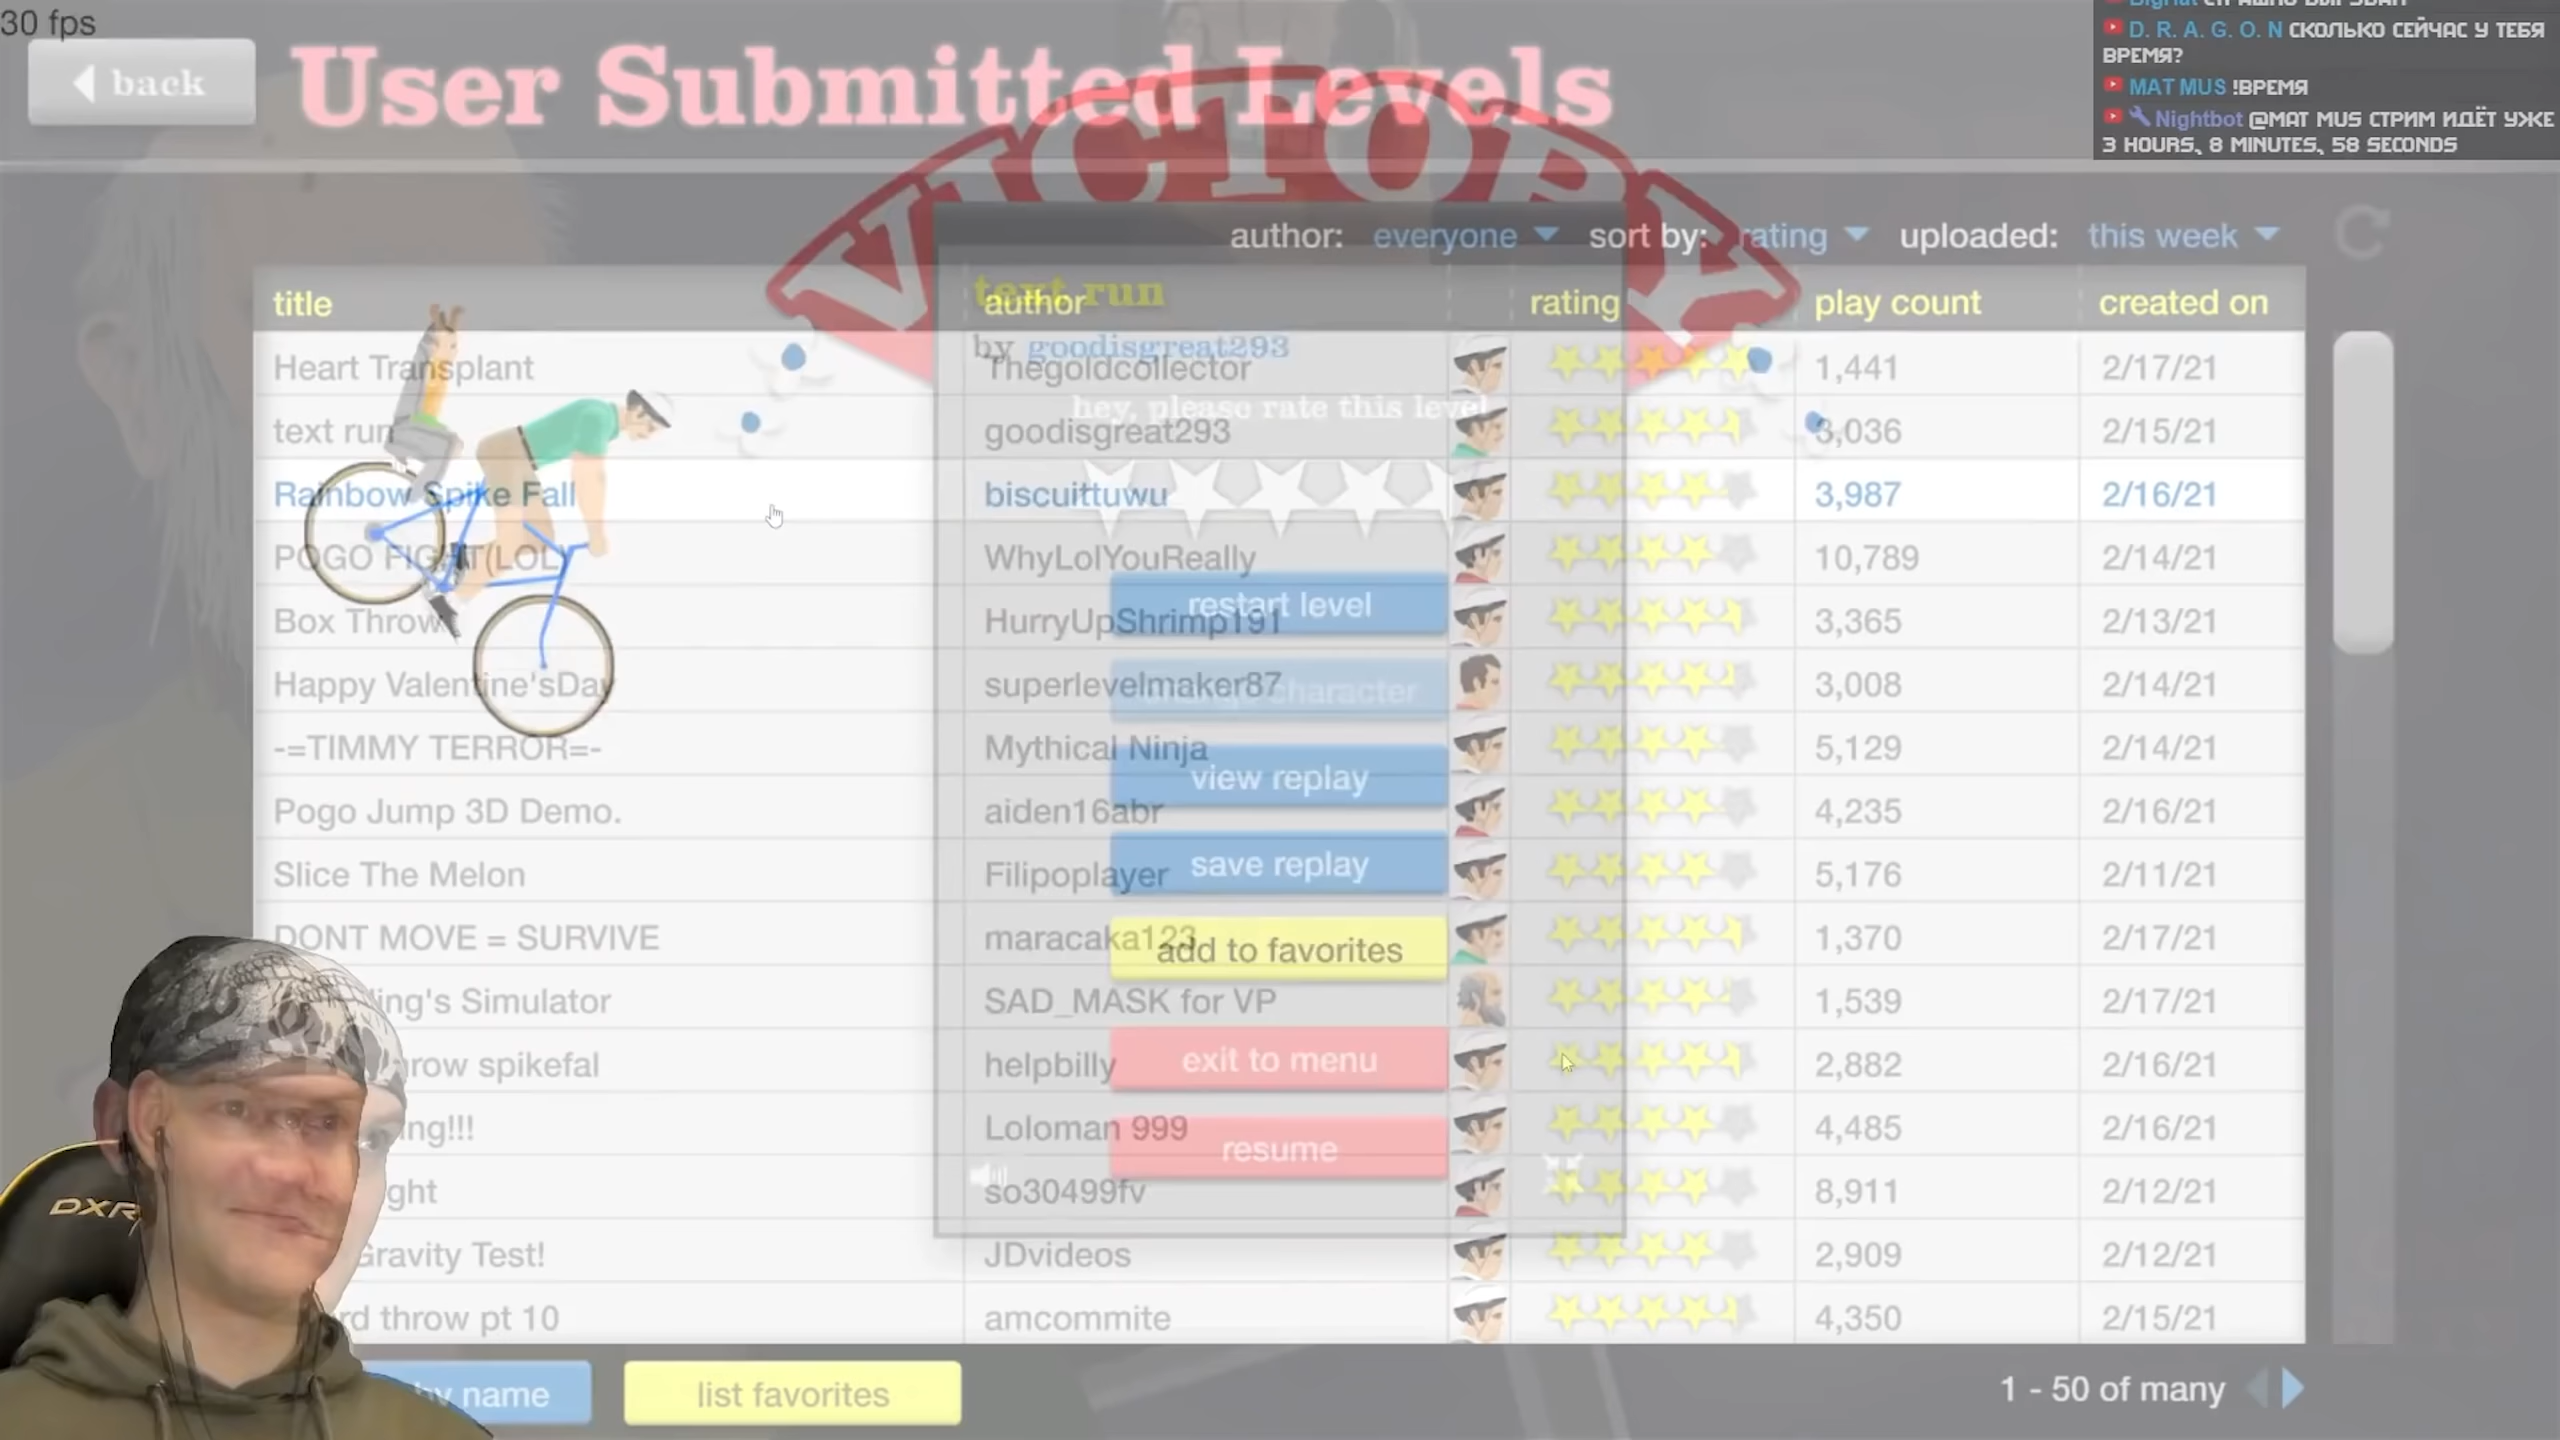 30 fps
back
User Submitted Levels
VICTORY
D. R. A. G. O. N СКОЛЬКО СЕЙЧАС У ТЕБЯ
ВРЕМЯ?
MAT MUS !ВРЕМЯ
Nightbot @MAT MUS СТРИМ ИДЁТ УЖЕ
3 HOURS, 8 MINUTES, 58 SECONDS
author: everyone sort by: rating uploaded: this week
title author rating play count created on
text run
by goodisgreat293
hey, please rate this level
Heart Transplant Thegoldcollector 1,441 2/17/21
text run goodisgreat293 3,036 2/15/21
Rainbow Spike Fall biscuittuwu 3,987 2/16/21
POGO FIGHT(LOL) WhyLolYouReally 10,789 2/14/21
restart level
Box Throw HurryUpShrimp191 3,365 2/13/21
Happy Valentine'sDay superlevelmaker87 3,008 2/14/21
character
-=TIMMY TERROR=- Mythical Ninja 5,129 2/14/21
view replay
Pogo Jump 3D Demo. aiden16abr 4,235 2/16/21
save replay
Slice The Melon Filipoplayer 5,176 2/11/21
DONT MOVE = SURVIVE maracaka123 1,370 2/17/21
add to favorites
ling's Simulator SAD_MASK for VP 1,539 2/17/21
exit to menu
row spikefal helpbilly 2,882 2/16/21
ng!!! Loloman 999 4,485 2/16/21
resume
ght so30499fv 8,911 2/12/21
Gravity Test! JDvideos 2,909 2/12/21
rd throw pt 10 amcommite 4,350 2/15/21
by name list favorites 1 - 50 of many
DXR